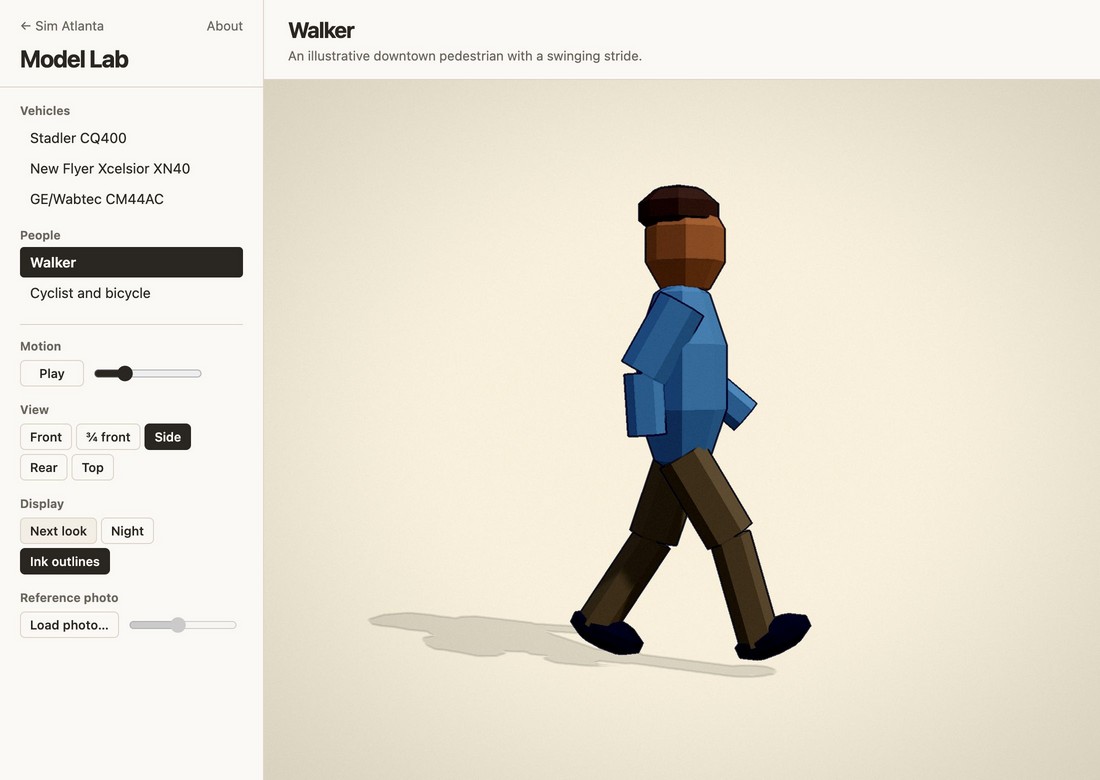 ← Sim Atlanta
About
Model Lab
Vehicles
Stadler CQ400
New Flyer Xcelsior XN40
GE/Wabtec CM44AC
People
Walker
Cyclist and bicycle
Motion
Play
View
Front
¾ front
Side
Rear
Top
Display
Next look
Night
Ink outlines
Reference photo
Load photo...
Walker
An illustrative downtown pedestrian with a swinging stride.